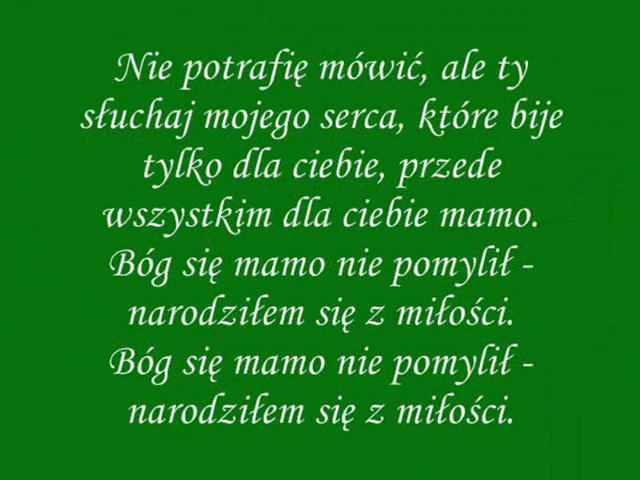 Nie potrafię mówić, ale ty
słuchaj mojego serca, które bije
tylko dla ciebie, przede
wszystkim dla ciebie mamo.
Bóg się mamo nie pomylił -
narodziłem się z miłości.
Bóg się mamo nie pomylił -
narodziłem się z miłości.